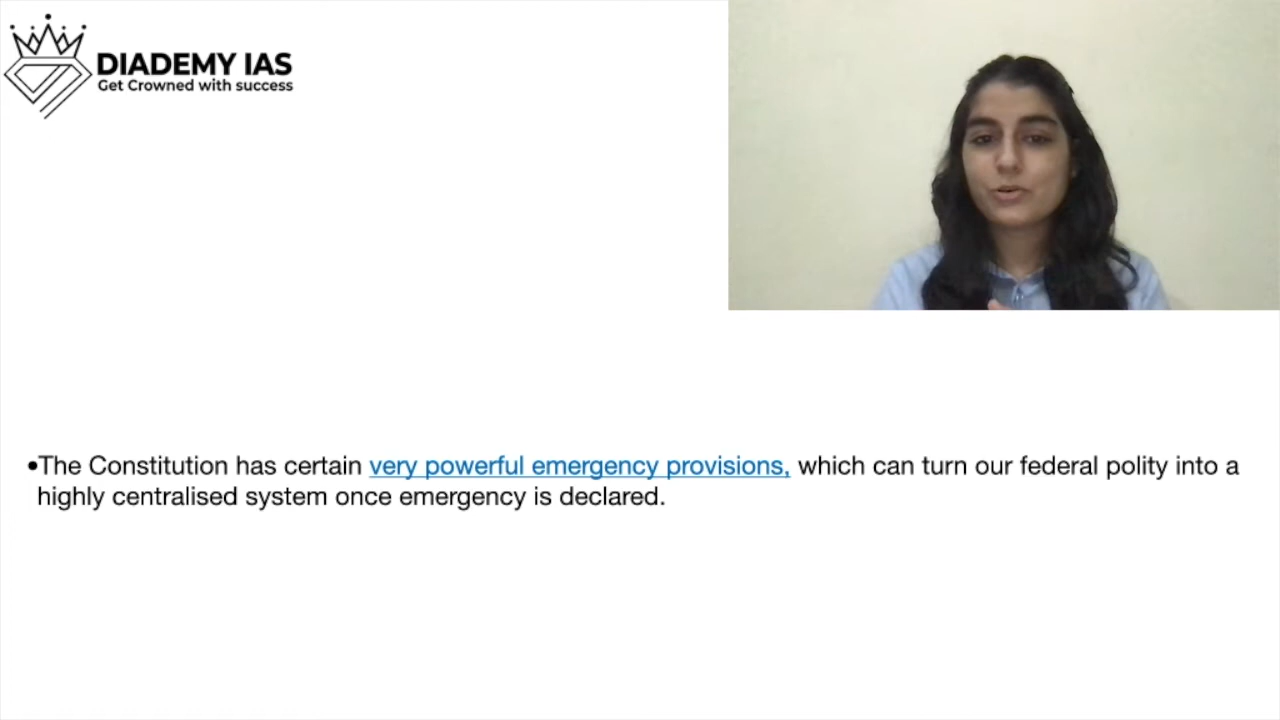 DIADEMY IAS
Get Crowned with success
•The Constitution has certain very powerful emergency provisions, which can turn our federal polity into a
highly centralised system once emergency is declared.